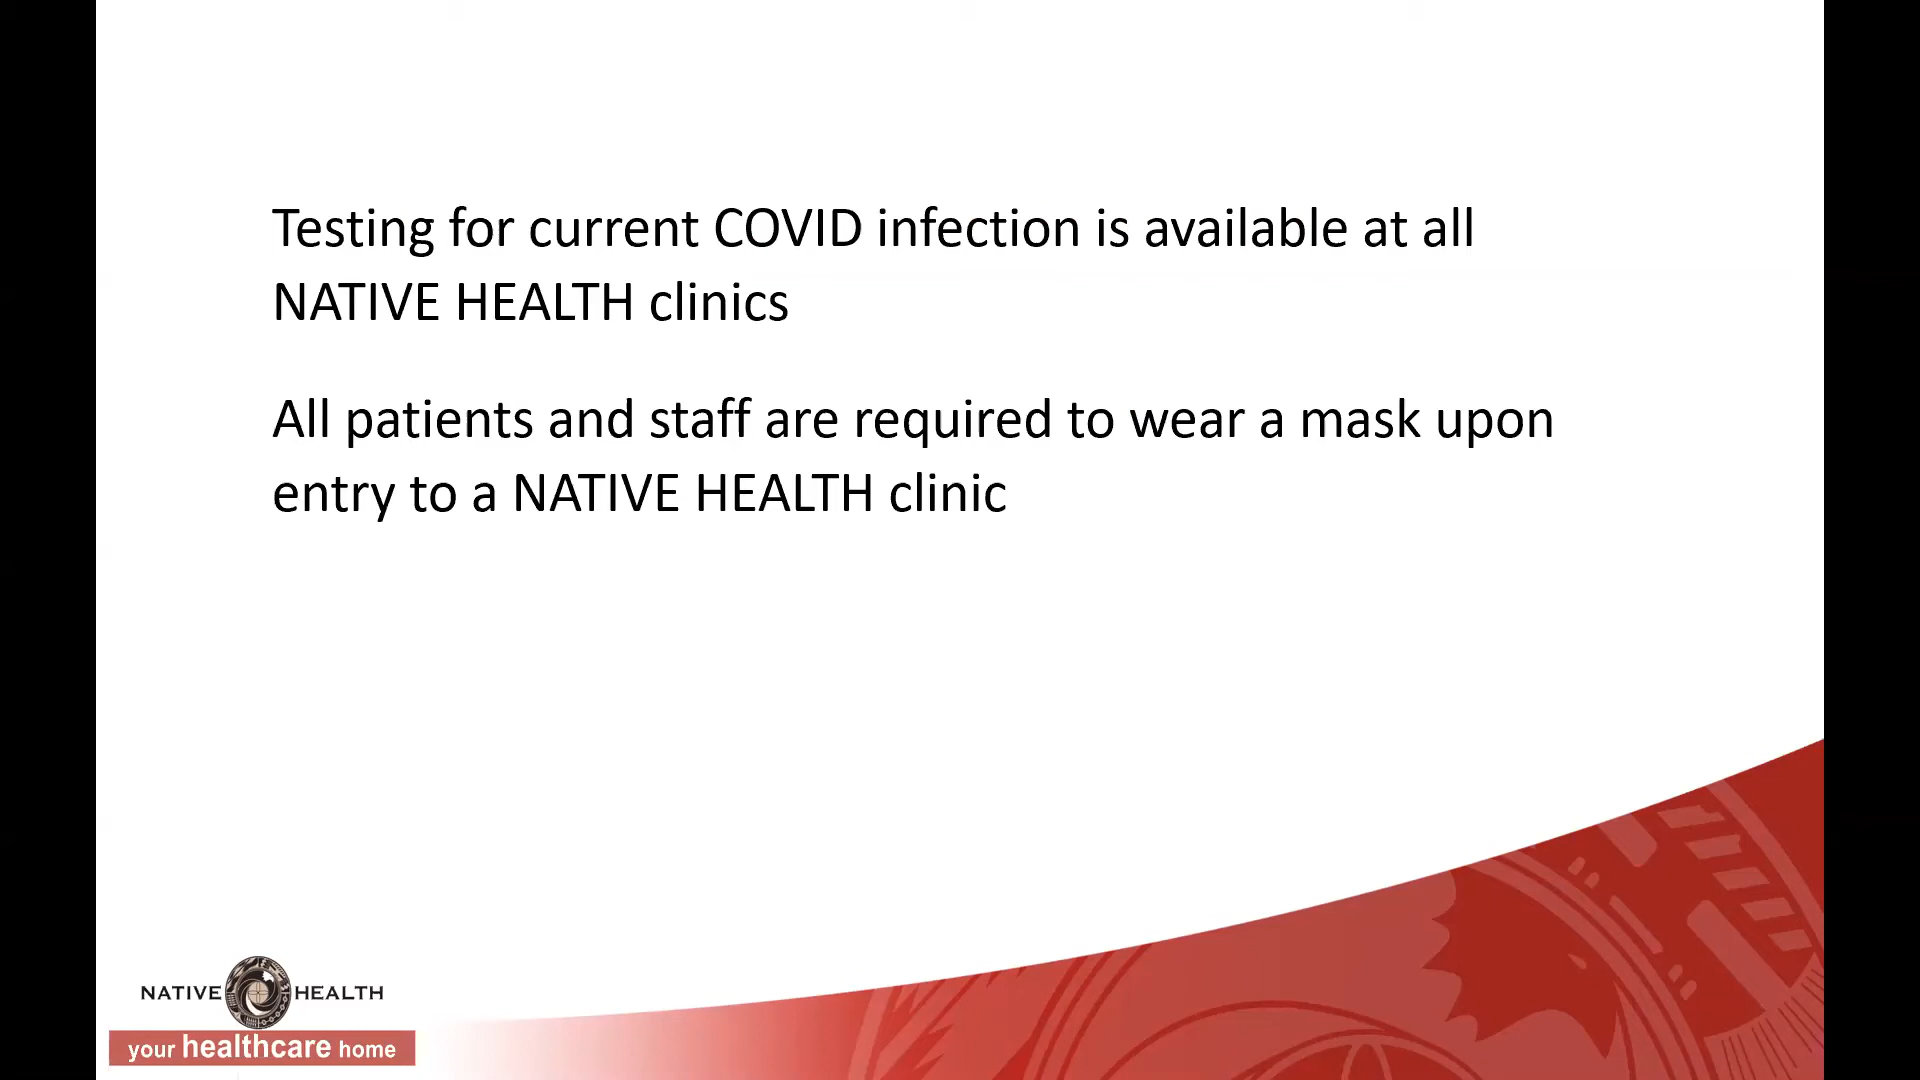 Testing for current COVID infection is available at all
NATIVE HEALTH clinics
All patients and staff are required to wear a mask upon
entry to a NATIVE HEALTH clinic
NATIVE HEALTH
your healthcare home